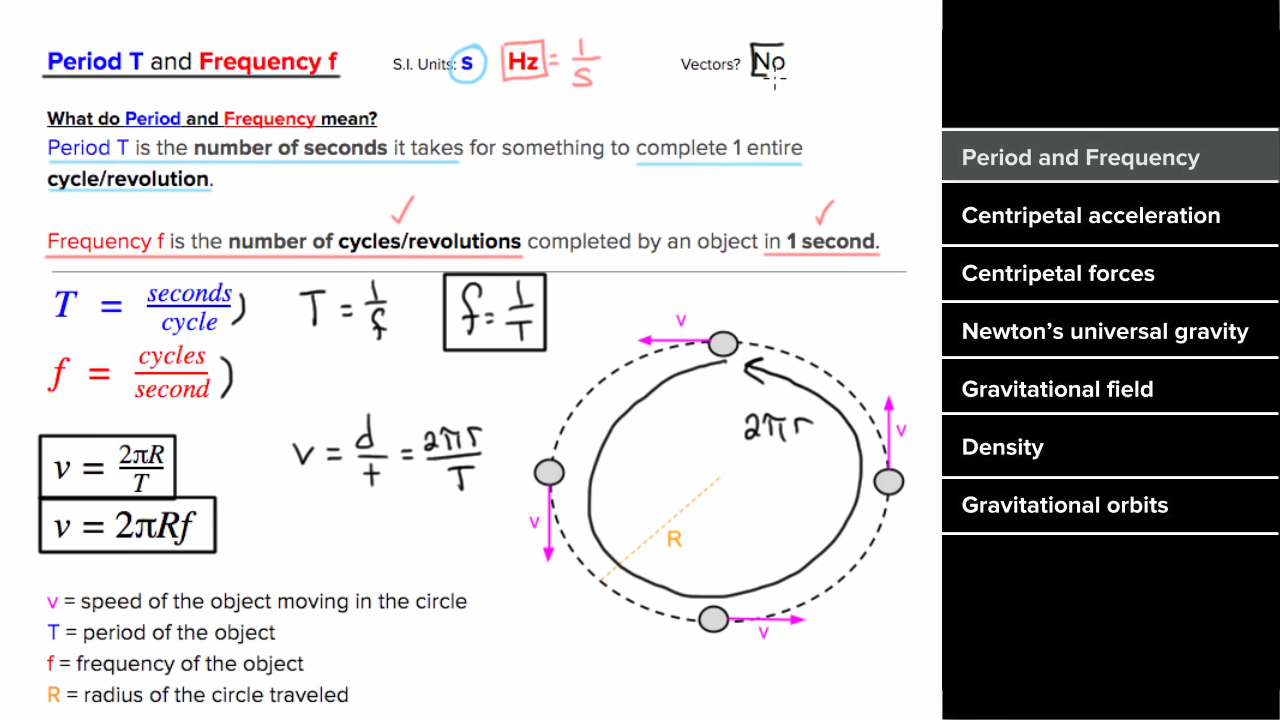 Period T and Frequency f S.I. Units: s Hz = 1/s Vectors? No
What do Period and Frequency mean?
Period T is the number of seconds it takes for something to complete 1 entire
cycle/revolution.
Frequency f is the number of cycles/revolutions completed by an object in 1 second.
T = seconds/cycle) T = 1/f f = 1/T
f = cycles/second)
v = 2πR/T
v = d/t = 2πr/T
v = 2πRf
v
v
v
v
2πr
R
v = speed of the object moving in the circle
T = period of the object
f = frequency of the object
R = radius of the circle traveled
Period and Frequency
Centripetal acceleration
Centripetal forces
Newton’s universal gravity
Gravitational field
Density
Gravitational orbits